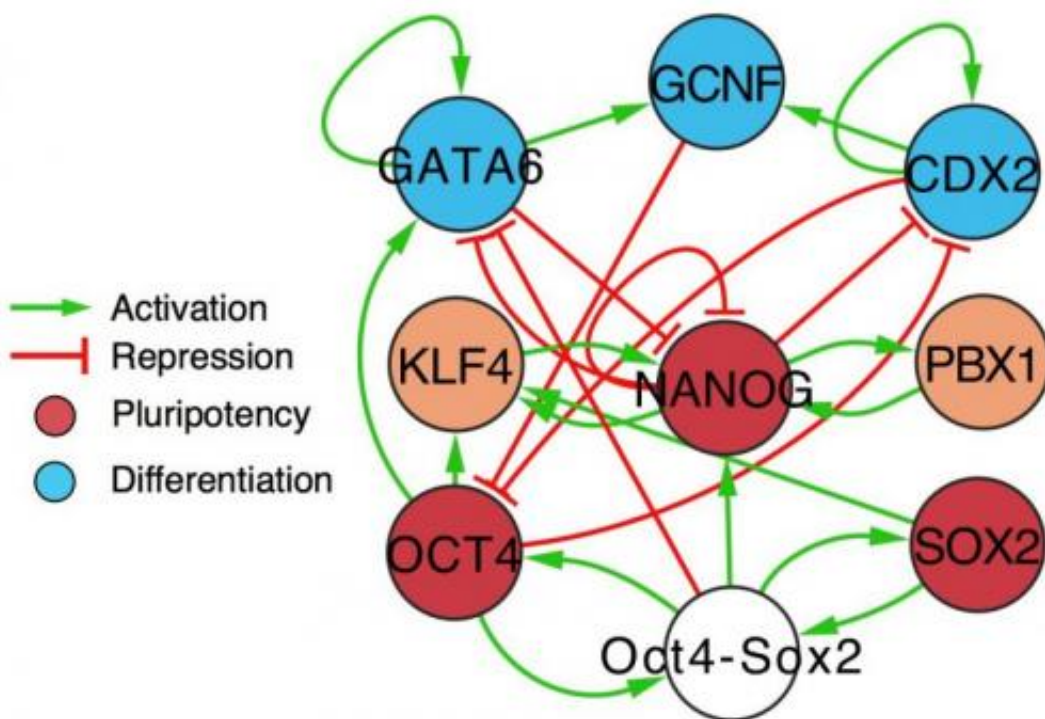 GCNF
GATA6
CDX2
Activation
Repression
Pluripotency
Differentiation
KLF4
NANOG
PBX1
OCT4
SOX2
Oct4-Sox2